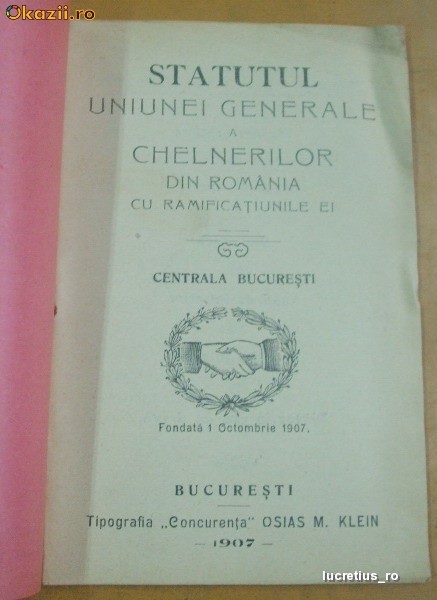 Okazii.ro
STATUTUL
UNIUNEI GENERALE
A
CHELNERILOR
DIN ROMÂNIA
CU RAMIFICAȚIUNILE EI
CENTRALA BUCUREȘTI
Fondată 1 Octombrie 1907.
BUCUREȘTI
Tipografia „Concurența" OSIAS M. KLEIN
— 1907 —
lucretius_ro